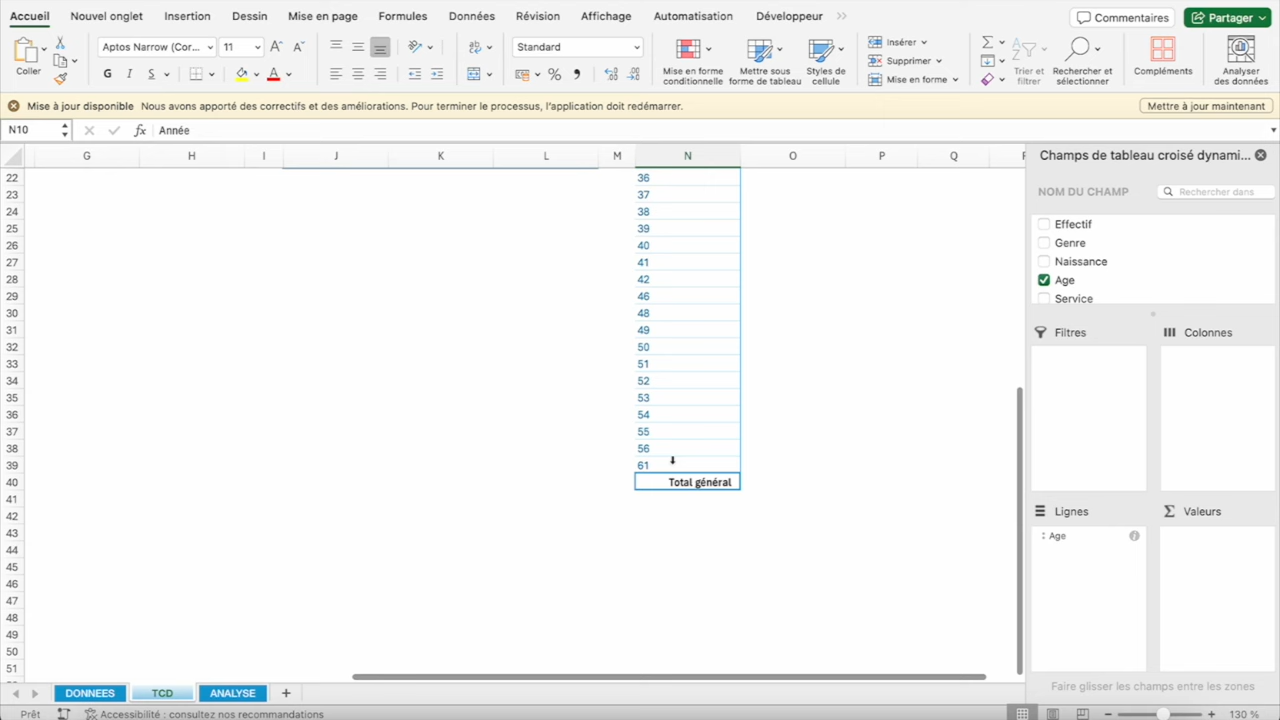 Accueil Nouvel onglet Insertion Dessin Mise en page Formules Données Révision Affichage Automatisation Développeur >> Commentaires Partager
Coller
Aptos Narrow (Cor... 11 A A
G I S A
Standard
% 000
Mise en forme conditionnelle
Mettre sous forme de tableau
Styles de cellule
Insérer
Supprimer
Mise en forme
Trier et filtrer
Rechercher et sélectionner
Compléments
Analyser des données
Mise à jour disponible Nous avons apporté des correctifs et des améliorations. Pour terminer le processus, l'application doit redémarrer. Mettre à jour maintenant
N10 fx Année
G H I J K L M N O P Q
22 36
23 37
24 38
25 39
26 40
27 41
28 42
29 46
30 48
31 49
32 50
33 51
34 52
35 53
36 54
37 55
38 56
39 61
40 Total général
41
42
43
44
45
46
47
48
49
50
51
Champs de tableau croisé dynami...
NOM DU CHAMP Rechercher dans
Effectif
Genre
Naissance
Age
Service
Filtres Colonnes
Lignes Σ Valeurs
Age
Faire glisser les champs entre les zones
DONNEES TCD ANALYSE +
Prêt Accessibilité : consultez nos recommandations 130 %